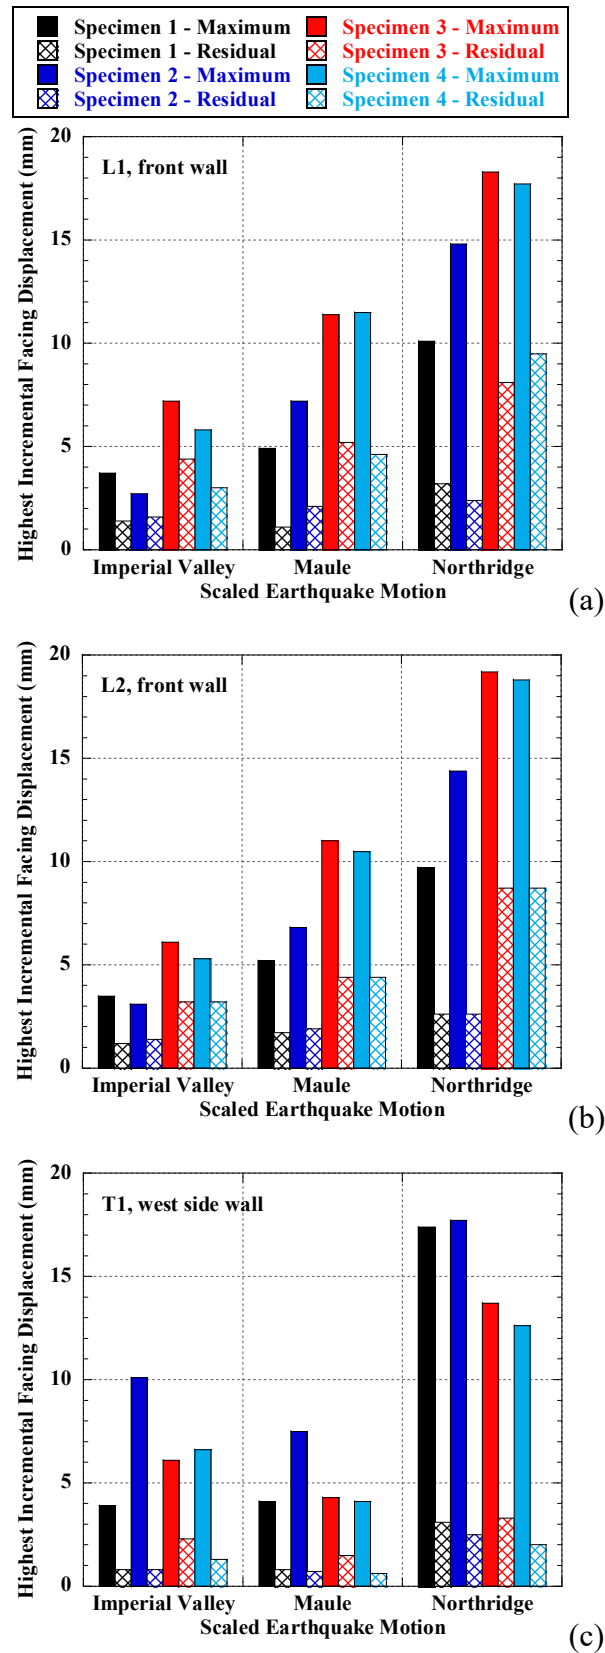 Specimen 1 - Maximum
Specimen 1 - Residual
Specimen 2 - Maximum
Specimen 2 - Residual
Specimen 3 - Maximum
Specimen 3 - Residual
Specimen 4 - Maximum
Specimen 4 - Residual
L1, front wall
Highest Incremental Facing Displacement (mm)
20
15
10
5
0
Imperial Valley Maule Northridge
Scaled Earthquake Motion
(a)
L2, front wall
Highest Incremental Facing Displacement (mm)
20
15
10
5
0
Imperial Valley Maule Northridge
Scaled Earthquake Motion
(b)
T1, west side wall
Highest Incremental Facing Displacement (mm)
20
15
10
5
0
Imperial Valley Maule Northridge
Scaled Earthquake Motion
(c)